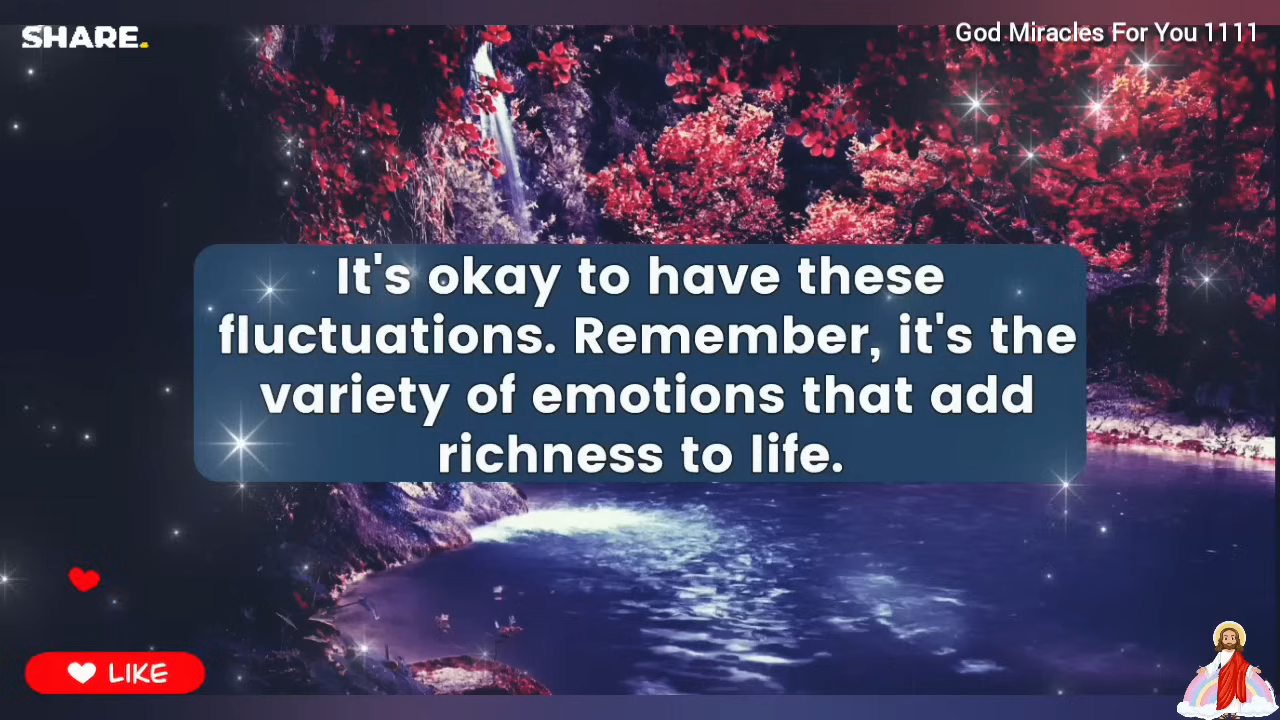 SHARE.
God Miracles For You 1111
It's okay to have these
fluctuations. Remember, it's the
variety of emotions that add
richness to life.
LIKE